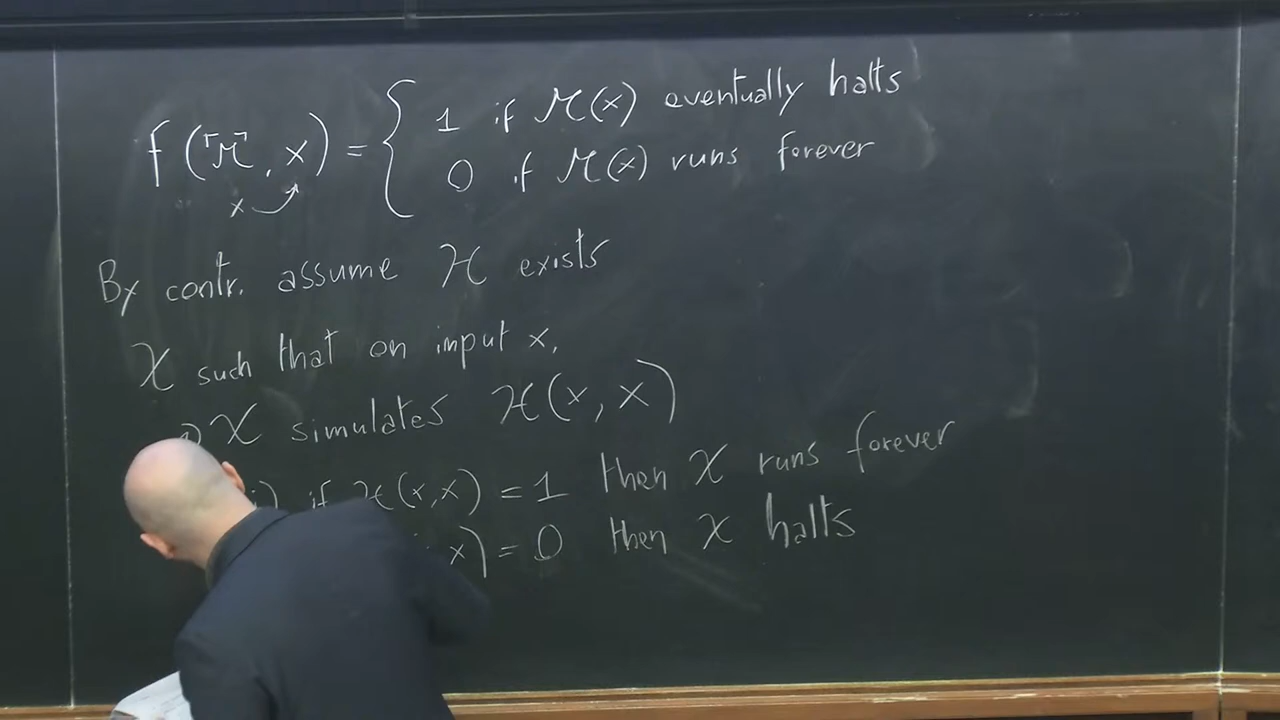 f(⌜M⌝, x) = { 1 if M(x) eventually halts
0 if M(x) runs forever
x
By contr. assume H exists
X such that on input x,
) X simulates H(x, x)
i) if H(x,x) = 1 then X runs forever
x) = 0 then X halts